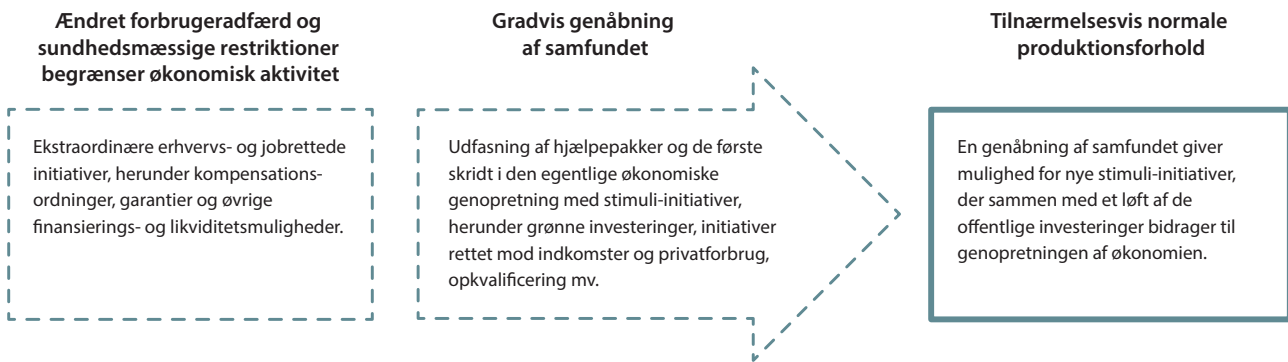 Ændret forbrugeradfærd og
sundhedsmæssige restriktioner
begrænser økonomisk aktivitet
Ekstraordinære erhvervs- og jobrettede
initiativer, herunder kompensations-
ordninger, garantier og øvrige
finansierings- og likviditetsmuligheder.
Gradvis genåbning
af samfundet
Udfasning af hjælpepakker og de første
skridt i den egentlige økonomiske
genopretning med stimuli-initiativer,
herunder grønne investeringer, initiativer
rettet mod indkomster og privatforbrug,
opkvalificering mv.
Tilnærmelsesvis normale
produktionsforhold
En genåbning af samfundet giver
mulighed for nye stimuli-initiativer,
der sammen med et løft af de
offentlige investeringer bidrager til
genopretningen af økonomien.